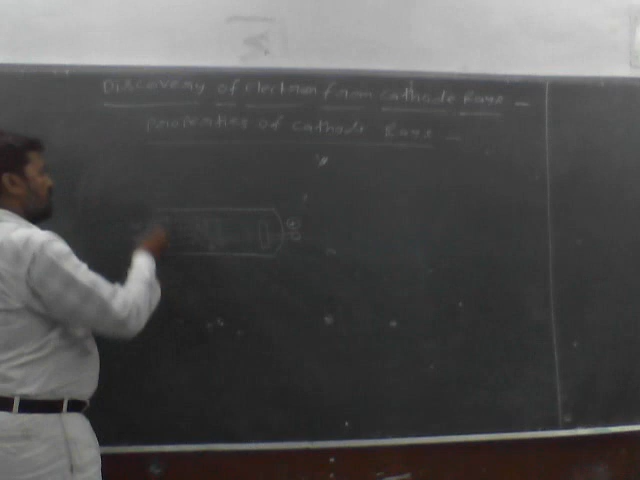 Discovery of Electron from Cathode Rays -
Properties of Cathode Rays -